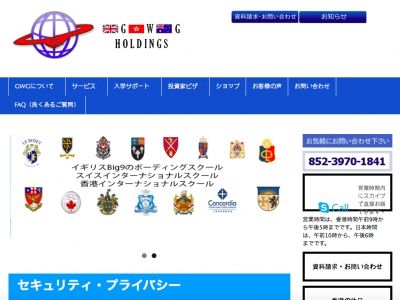 G W G
HOLDINGS
資料請求・お問い合わせ
お知らせ
GWGについて
サービス
入学サポート
投資家ビザ
ショップ
お客様の声
お問い合わせ
FAQ（良くあるご質問）
イギリスBig9のボーディングスクール
スイスインターナショナルスクール
香港インターナショナルスクール
LE ROSEY
Concordia
お気軽にお問い合わせ下さい
852-3970-1841
営業時間内にスカイプで直接お話
Call
営業時間は、香港時間午前9時から午後5時までです。日本時間は、午前10時から、午後6時までです。
資料請求・お問い合わせ
セキュリティ・プライバシー
香港の休日